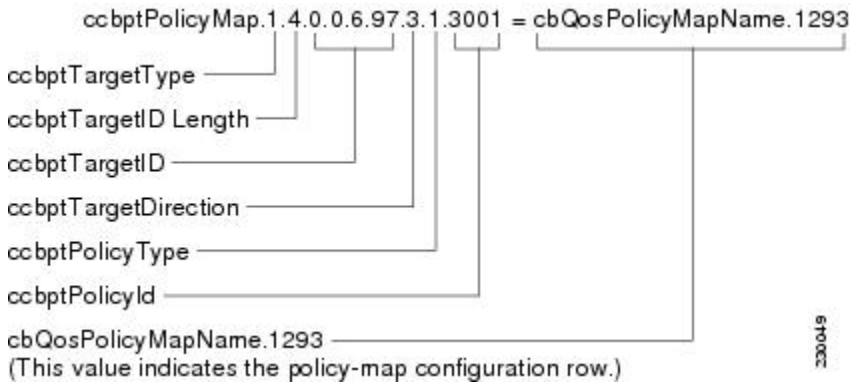 ccbptPolicyMap.1.4.0.0.6.97.3.1.3001 = cbQosPolicyMapName.1293
ccbptTargetType
ccbptTargetID Length
ccbptTargetID
ccbptTargetDirection
ccbptPolicyType
ccbptPolicyId
cbQosPolicyMapName.1293
(This value indicates the policy-map configuration row.)
230049